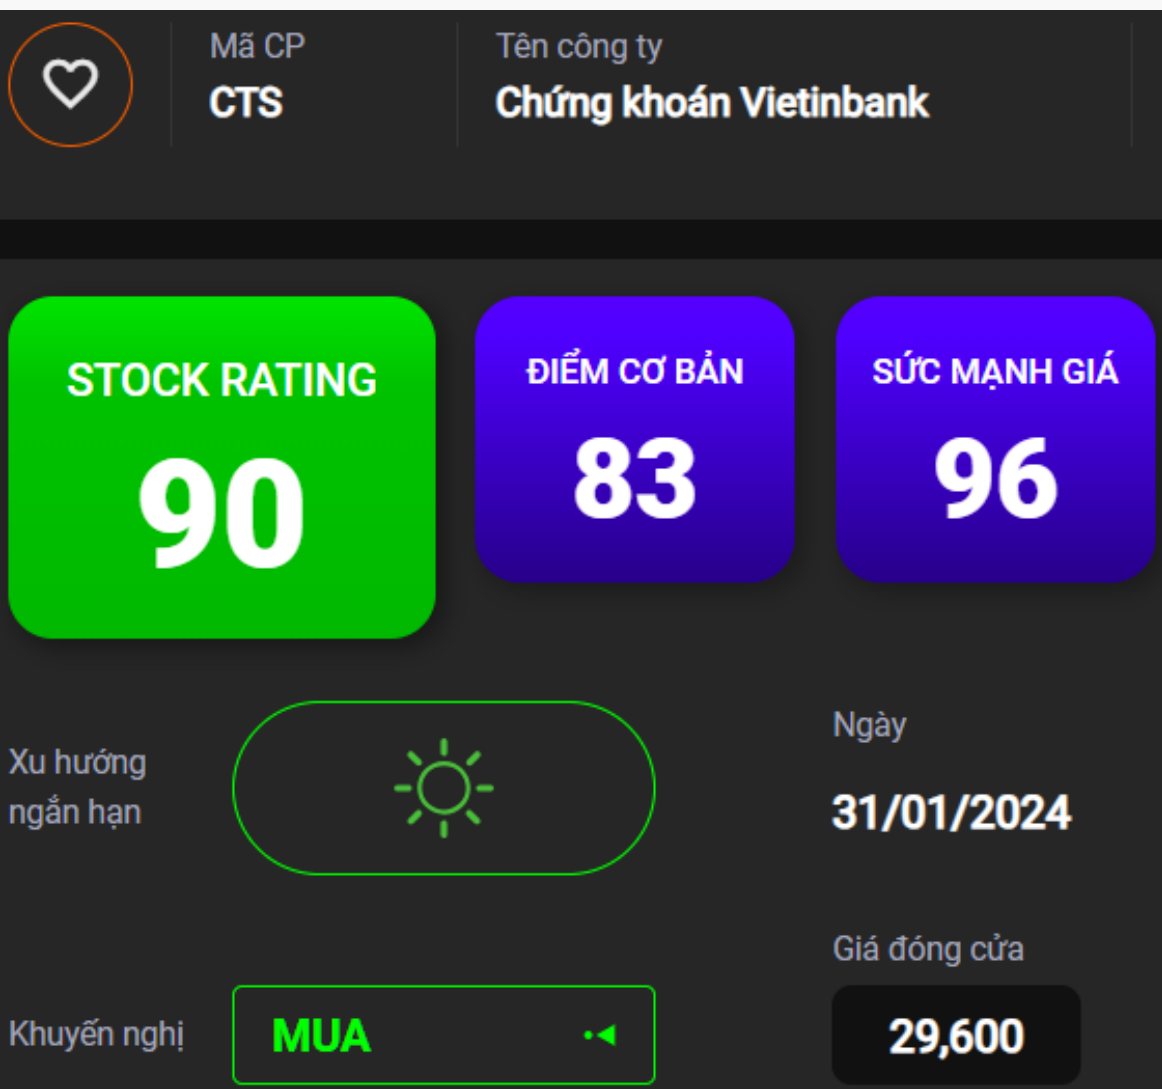 Mã CP
CTS
Tên công ty
Chứng khoán Vietinbank
STOCK RATING
90
ĐIỂM CƠ BẢN
83
SỨC MẠNH GIÁ
96
Xu hướng
ngắn hạn
Ngày
31/01/2024
Khuyến nghị
MUA
Giá đóng cửa
29,600